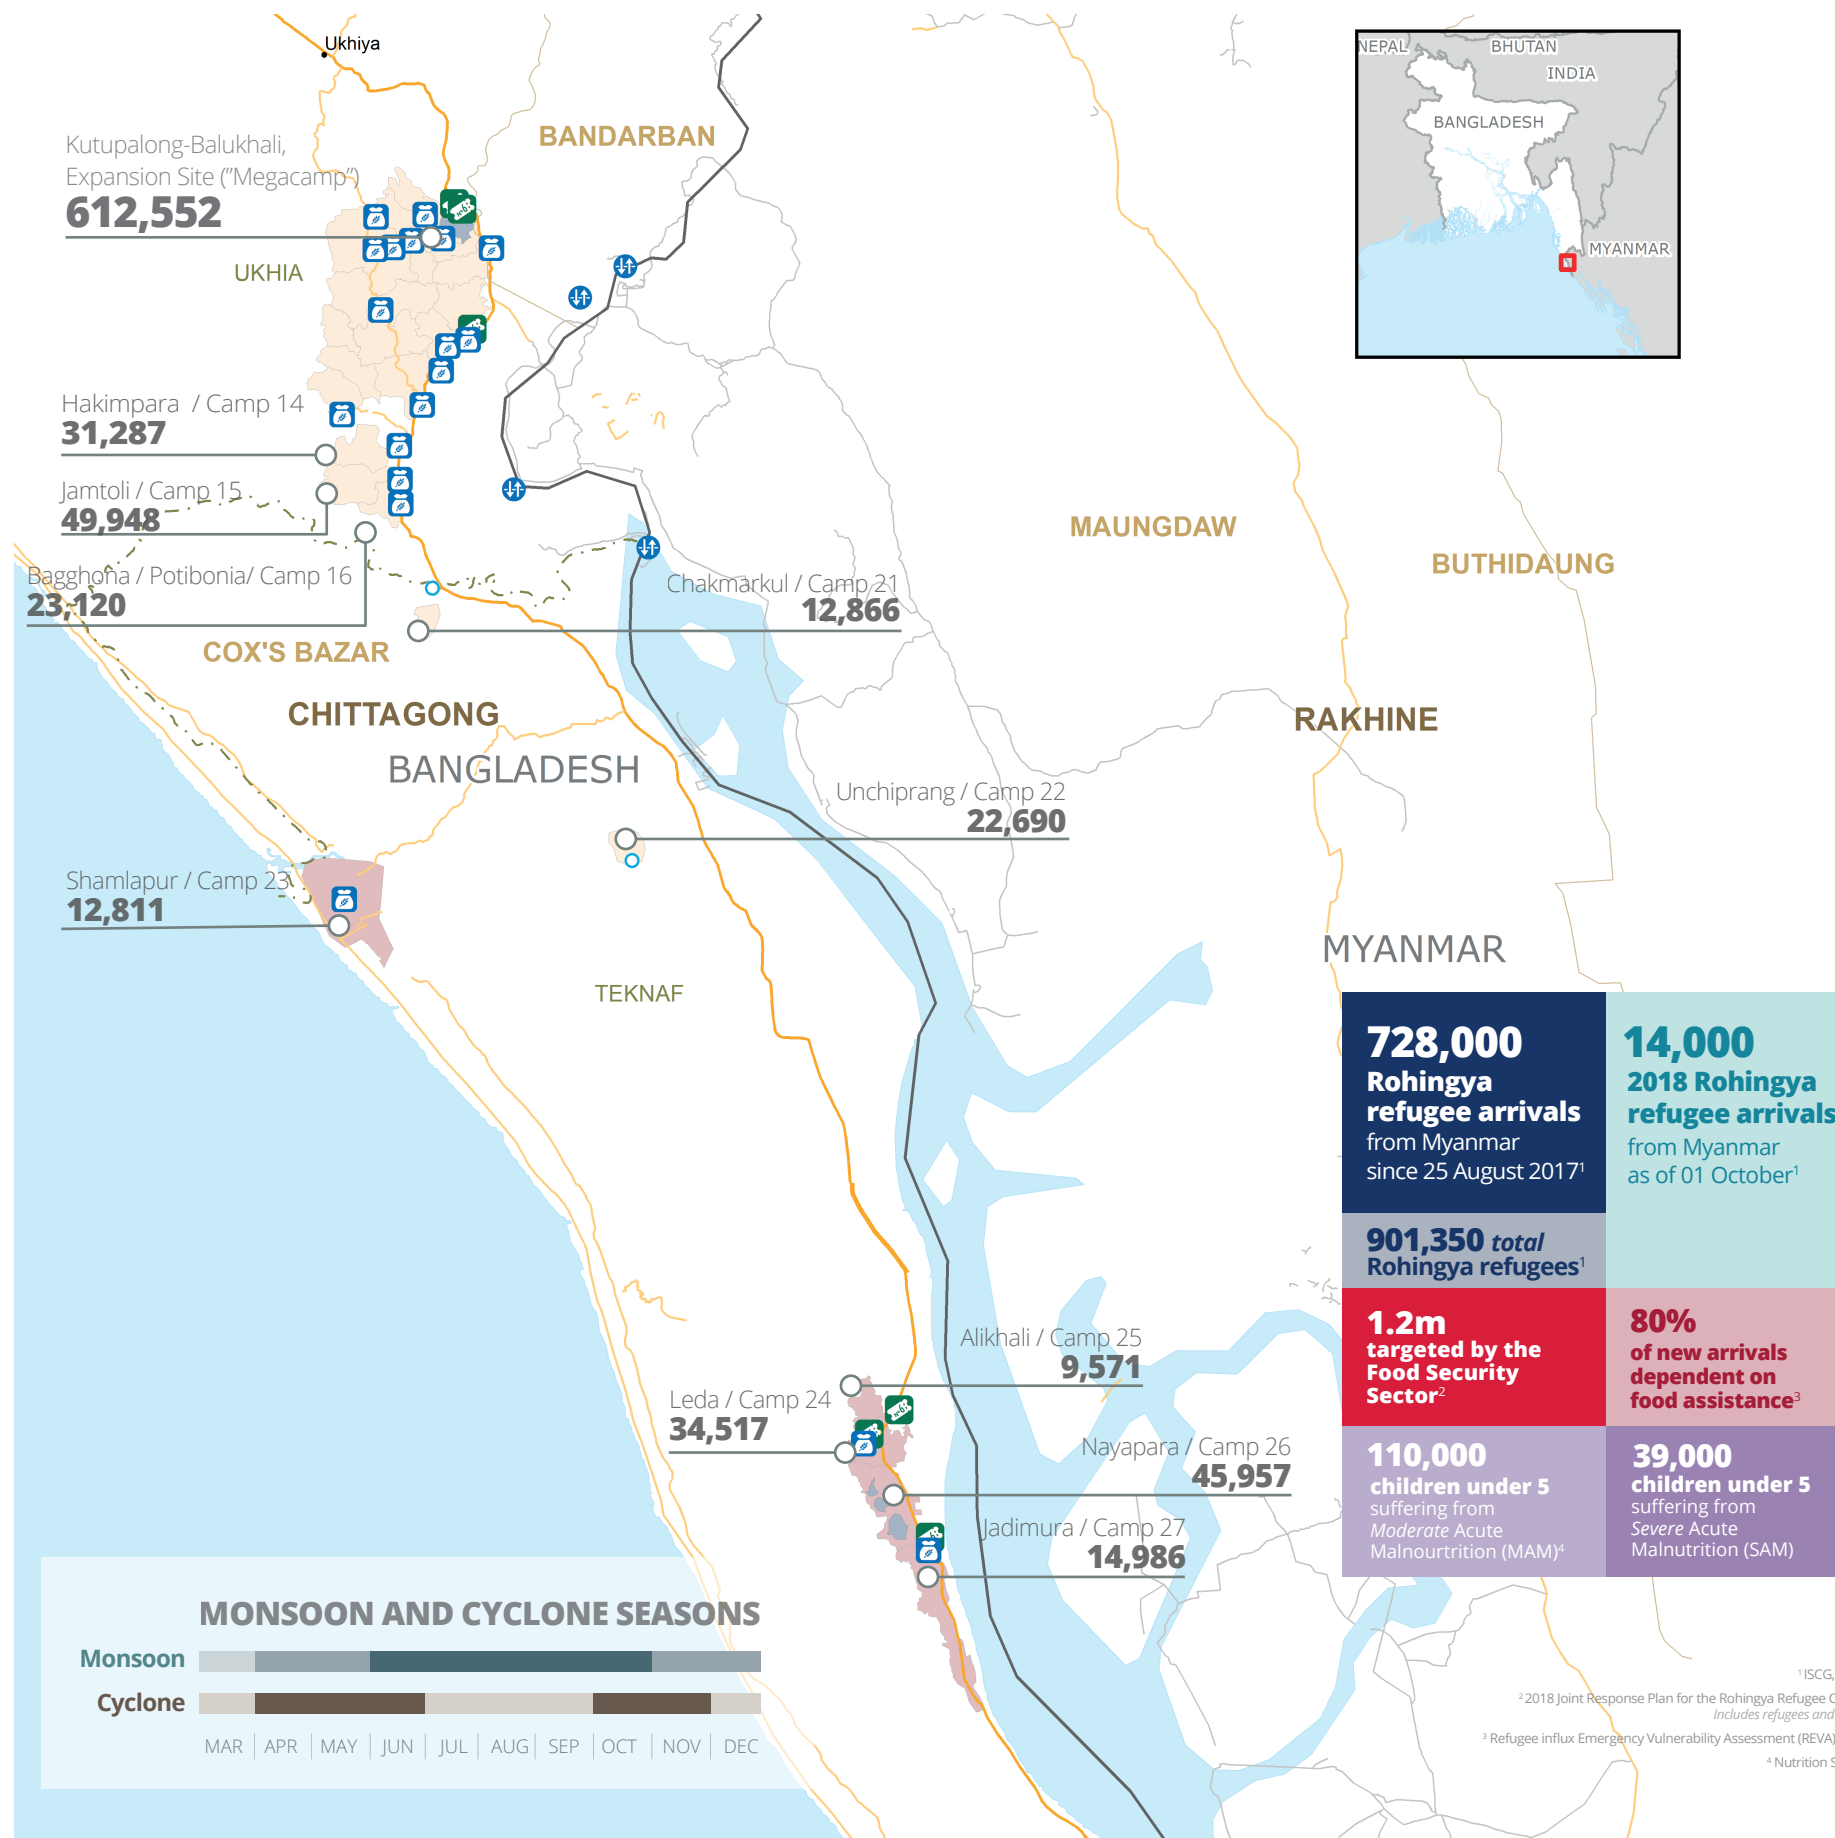 Ukhiya
NEPAL
BHUTAN
INDIA
BANGLADESH
MYANMAR
BANDARBAN
Kutupalong-Balukhali,
Expansion Site ("Megacamp")
612,552
UKHIA
Hakimpara / Camp 14
31,287
Jamtoli / Camp 15
49,948
Bagghona / Potibonia/ Camp 16
23,120
MAUNGDAW
BUTHIDAUNG
Chakmarkul / Camp 21
12,866
COX'S BAZAR
CHITTAGONG
RAKHINE
BANGLADESH
Unchiprang / Camp 22
22,690
Shamlapur / Camp 23
12,811
MYANMAR
TEKNAF
728,000
Rohingya
refugee arrivals
from Myanmar
since 25 August 2017¹
14,000
2018 Rohingya
refugee arrivals
from Myanmar
as of 01 October¹
901,350 total
Rohingya refugees¹
1.2m
targeted by the
Food Security
Sector²
80%
of new arrivals
dependent on
food assistance³
110,000
children under 5
suffering from
Moderate Acute
Malnourtrition (MAM)⁴
39,000
children under 5
suffering from
Severe Acute
Malnutrition (SAM)
Alikhali / Camp 25
9,571
Leda / Camp 24
34,517
Nayapara / Camp 26
45,957
Jadimura / Camp 27
14,986
MONSOON AND CYCLONE SEASONS
Monsoon
Cyclone
MAR APR MAY JUN JUL AUG SEP OCT NOV DEC
¹ ISCG,
² 2018 Joint Response Plan for the Rohingya Refugee C
Includes refugees and
³ Refugee influx Emergency Vulnerability Assessment (REVA)
⁴ Nutrition S